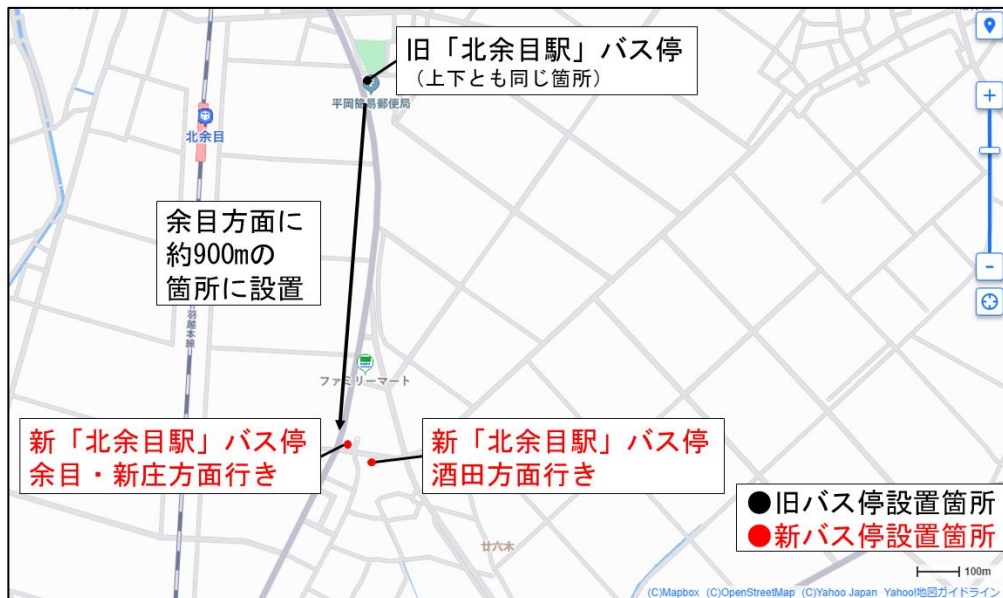 旧「北余目駅」バス停
（上下とも同じ箇所）
平岡簡易郵便局
北余目
余目方面に
約900mの
箇所に設置
羽越本線
ファミリーマート
新「北余目駅」バス停
余目・新庄方面行き
新「北余目駅」バス停
酒田方面行き
●旧バス停設置箇所
●新バス停設置箇所
廿六木
100m
(C)Mapbox (C)OpenStreetMap (C)Yahoo Japan Yahoo!地図ガイドライン